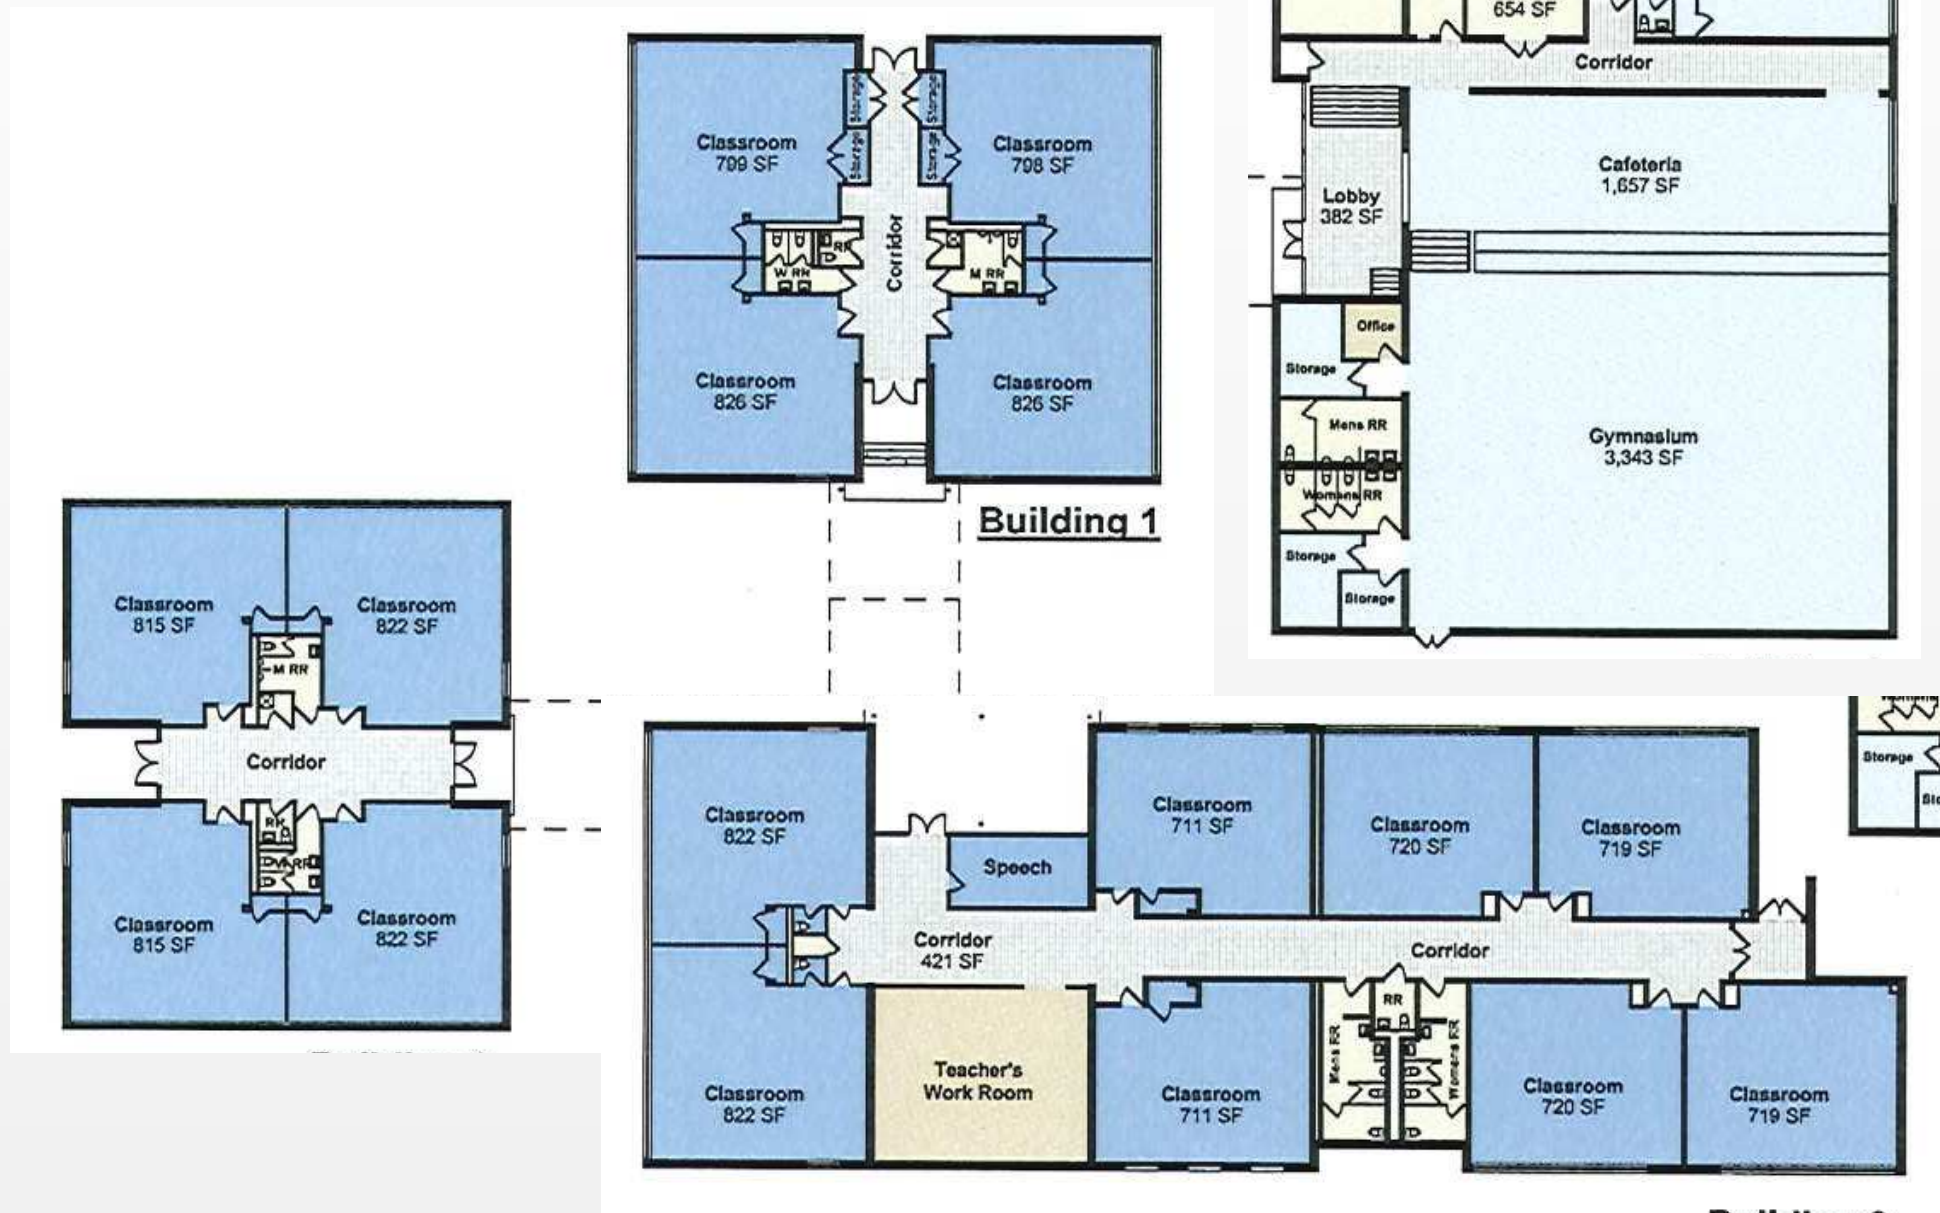 Classroom
799 SF
Storage
Storage
Storage
Storage
Classroom
798 SF
W RR
RR
Corridor
M RR
Classroom
826 SF
Classroom
826 SF
Building 1
654 SF
Corridor
Lobby
382 SF
Cafeteria
1,657 SF
Office
Storage
Mens RR
Womens RR
Storage
Storage
Gymnasium
3,343 SF
Classroom
815 SF
Classroom
822 SF
M RR
Corridor
RR
W RR
Classroom
815 SF
Classroom
822 SF
Classroom
822 SF
Speech
Classroom
711 SF
Classroom
720 SF
Classroom
719 SF
Storage
Corridor
421 SF
Corridor
Classroom
822 SF
Teacher's
Work Room
Classroom
711 SF
Mens RR
RR
Womens RR
Classroom
720 SF
Classroom
719 SF